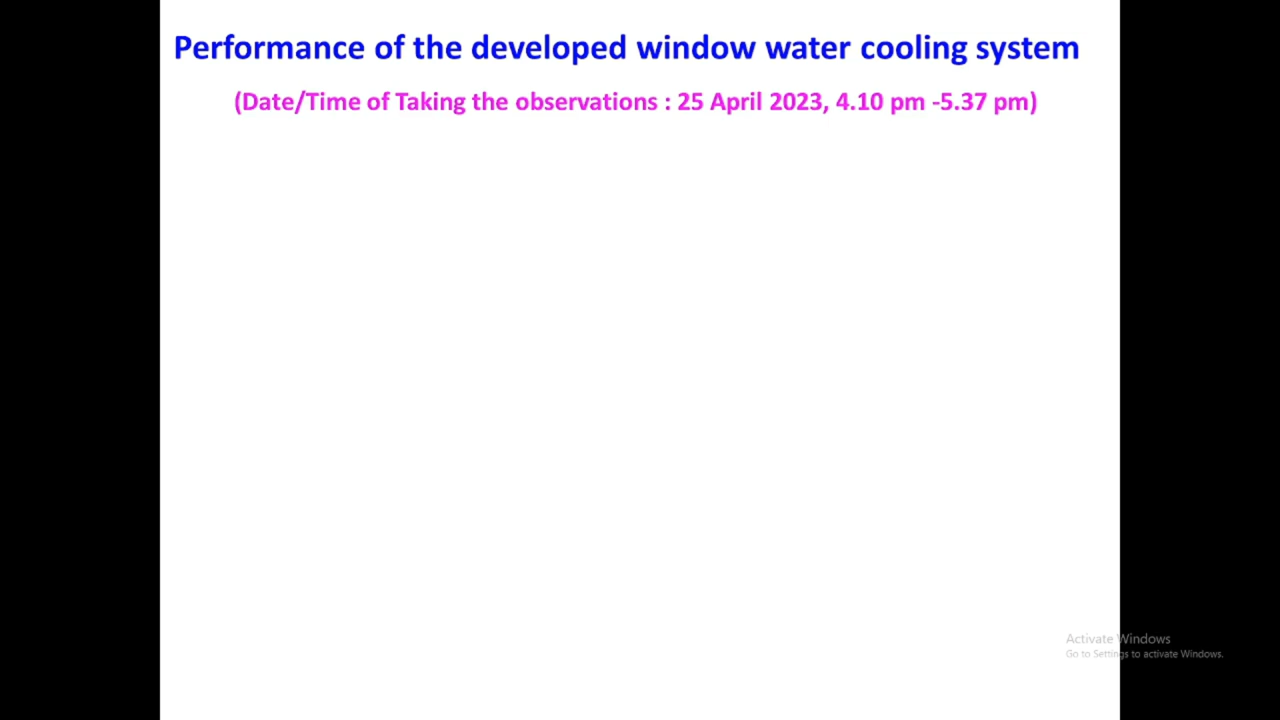 Performance of the developed window water cooling system
(Date/Time of Taking the observations : 25 April 2023, 4.10 pm -5.37 pm)
Activate Windows
Go to Settings to activate Windows.